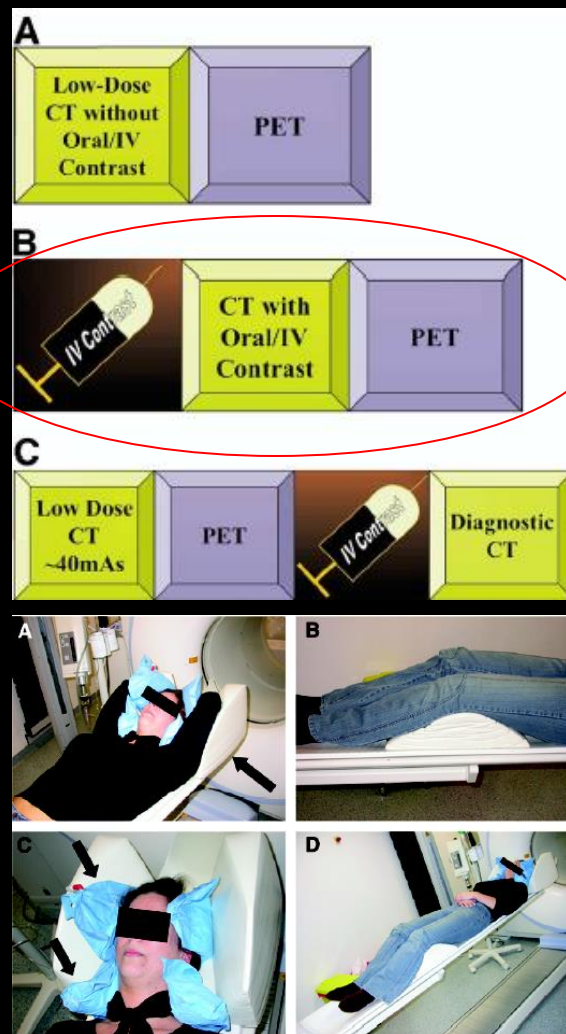 A
Low-Dose
CT without
Oral/IV
Contrast
PET
B
IV Contrast
CT with
Oral/IV
Contrast
PET
C
Low Dose
CT
~40mAs
PET
IV Contrast
Diagnostic
CT
A
B
C
D